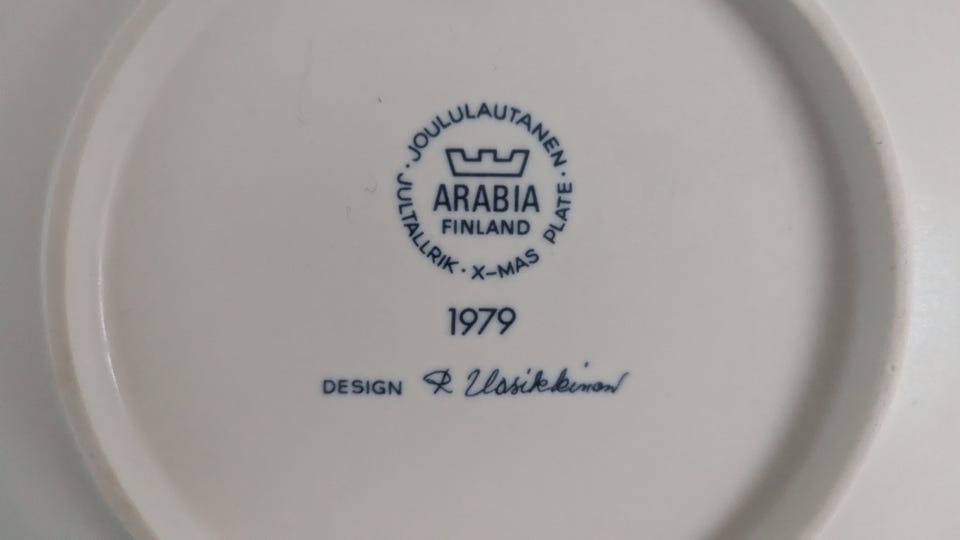 JOULULAUTANEN · X-MAS PLATE · JULTALLRIK ·
ARABIA
FINLAND
1979
DESIGN R Uosikkinen